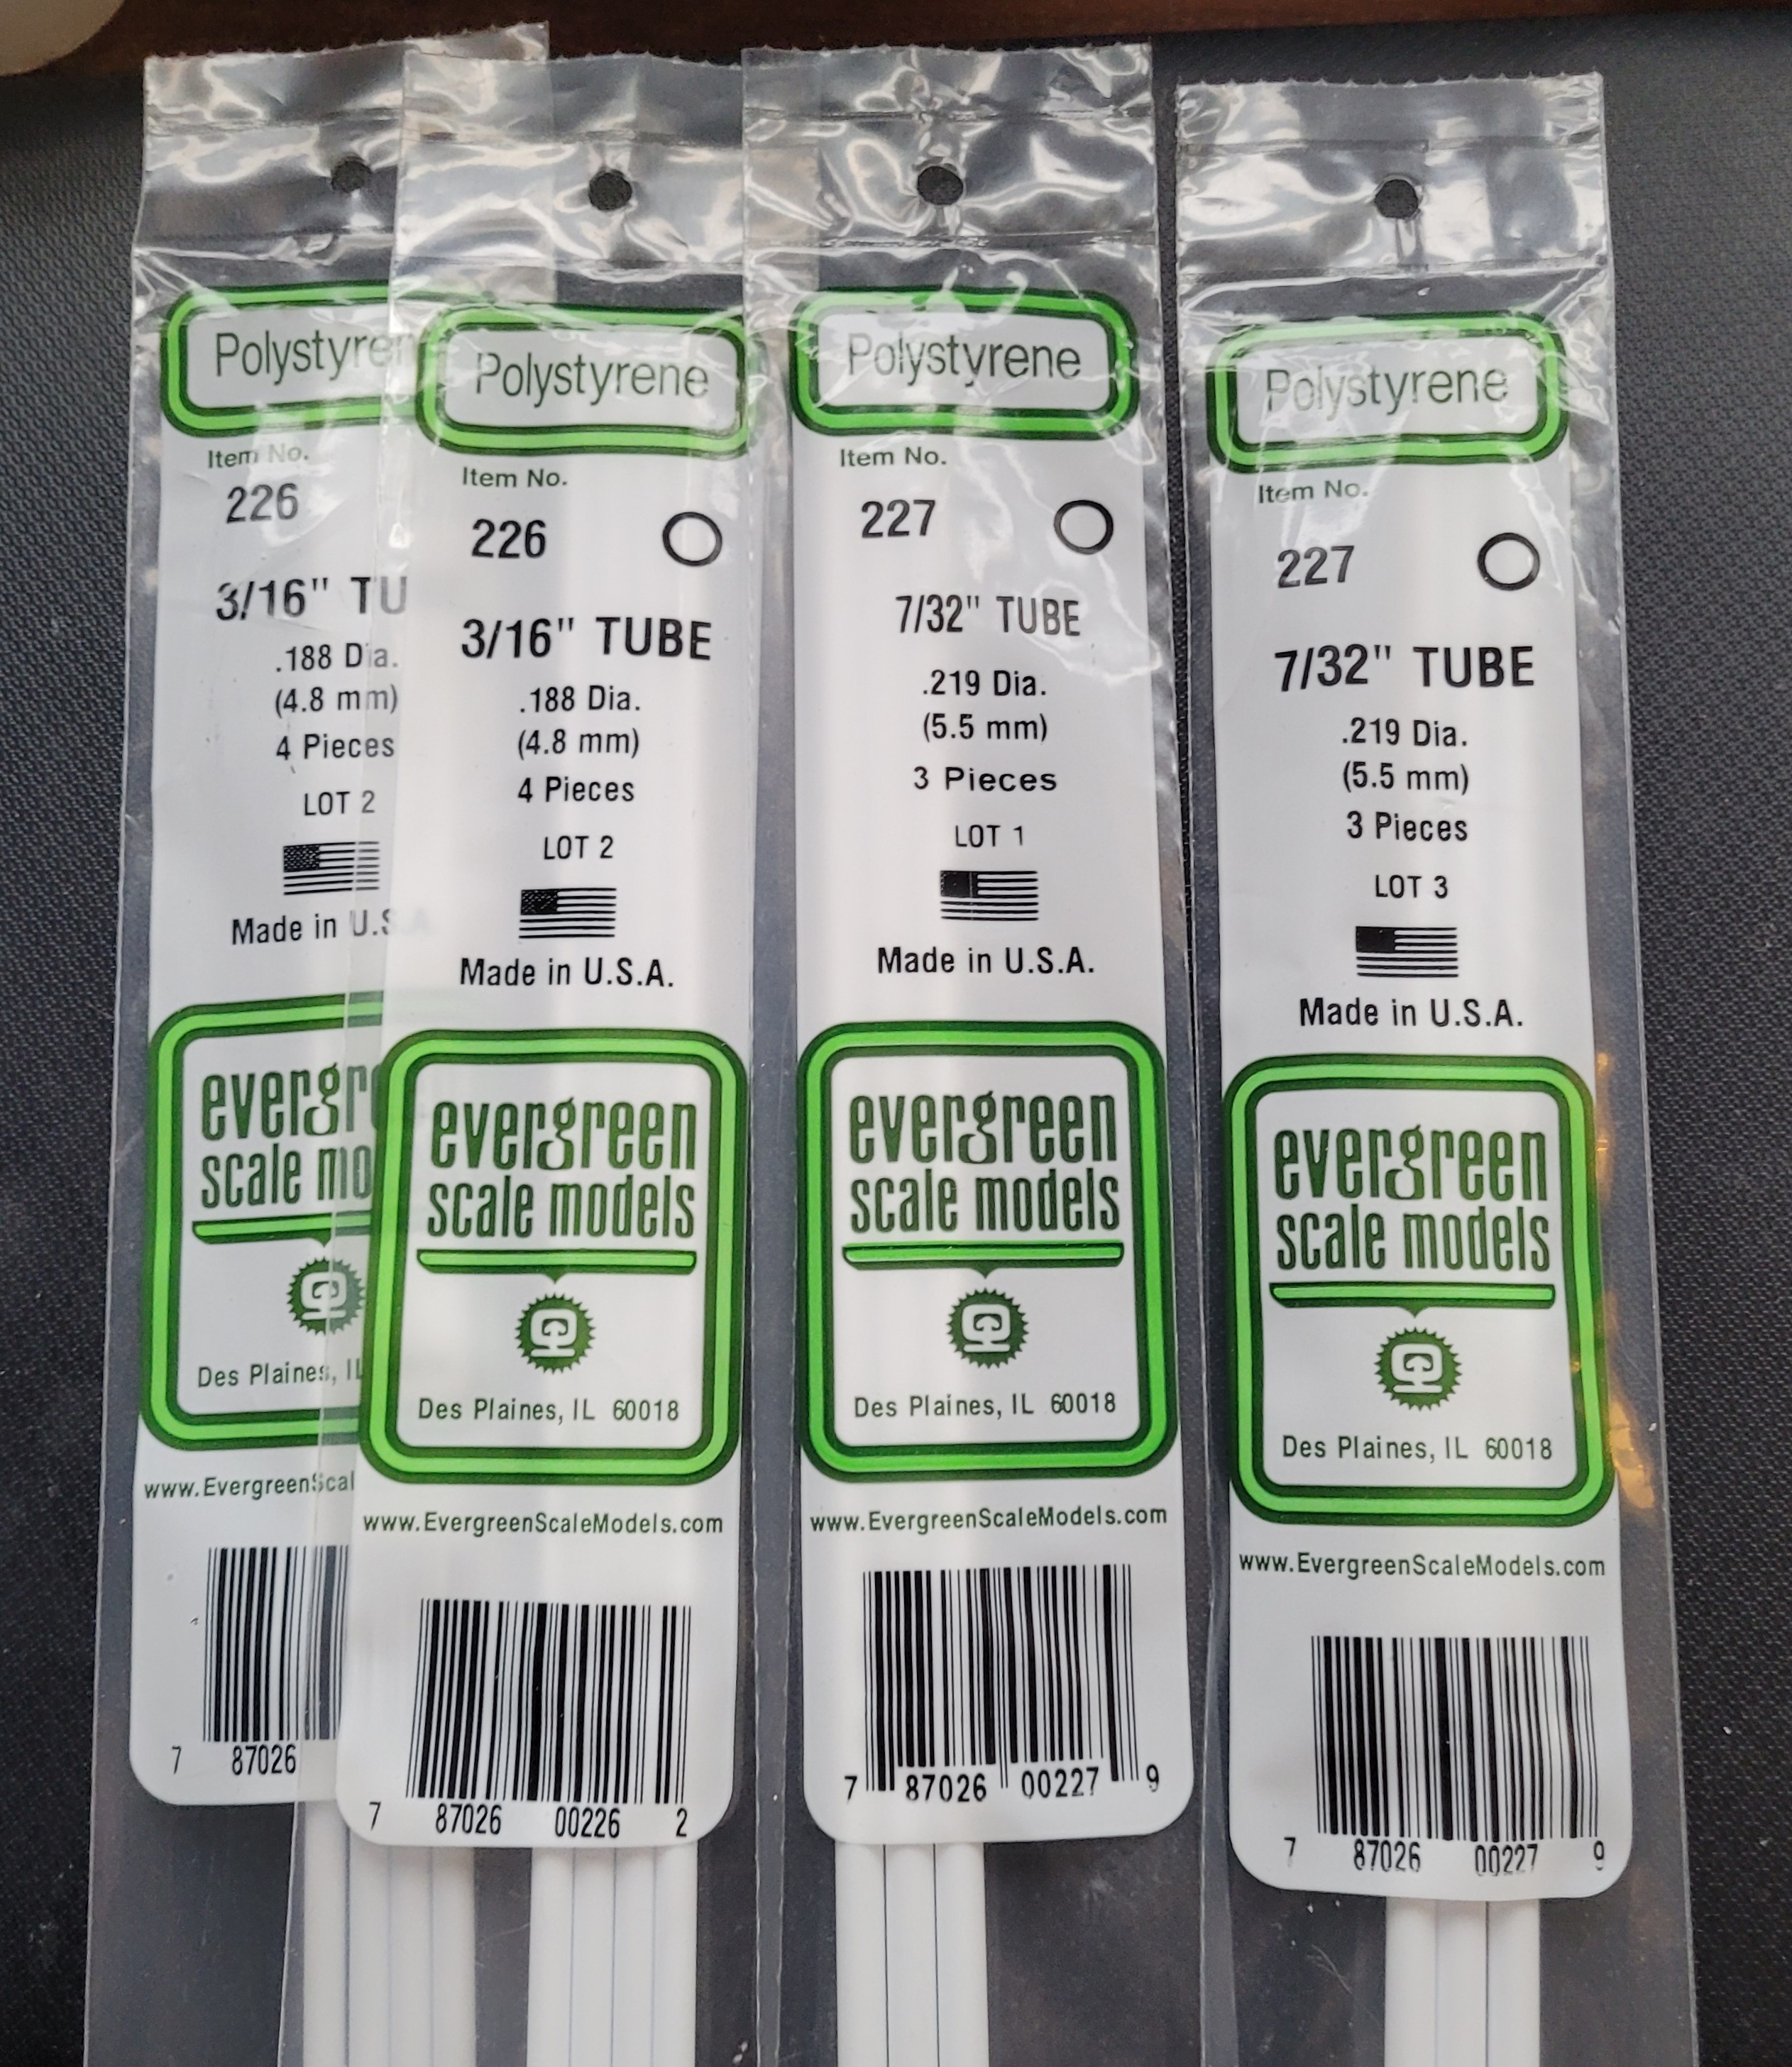 Polystyren
Item No.
226
3/16" TU
.188 Dia.
(4.8 mm)
4 Pieces
LOT 2
Made in U.S.A
evergre
scale mo
Des Plaines, IL
www.EvergreenScal
7 87026
Polystyrene
Item No.
226
3/16" TUBE
.188 Dia.
(4.8 mm)
4 Pieces
LOT 2
Made in U.S.A.
evergreen
scale models
Des Plaines, IL 60018
www.EvergreenScaleModels.com
7 87026 00226 2
Polystyrene
Item No.
227
7/32" TUBE
.219 Dia.
(5.5 mm)
3 Pieces
LOT 1
Made in U.S.A.
evergreen
scale models
Des Plaines, IL 60018
www.EvergreenScaleModels.com
7 87026 00227 9
Polystyrene
Item No.
227
7/32" TUBE
.219 Dia.
(5.5 mm)
3 Pieces
LOT 3
Made in U.S.A.
evergreen
scale models
Des Plaines, IL 60018
www.EvergreenScaleModels.com
7 87026 00227 9